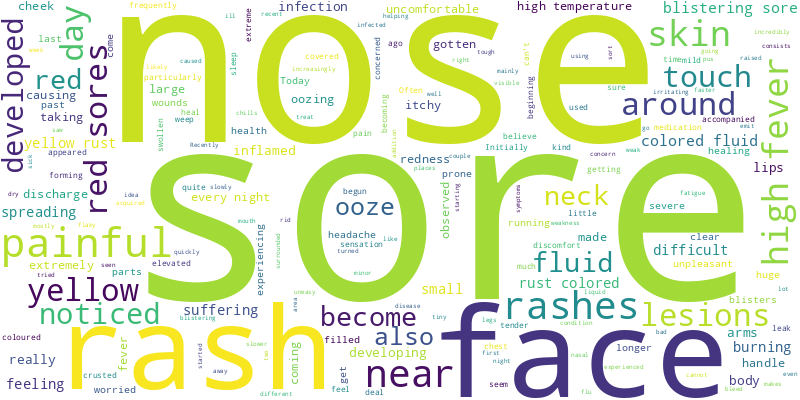 nose
sore
face
rash
painful
near
rashes
skin
neck
fluid
lesions
touch
around
yellow
become
noticed
also
ooze
red
day
developed
red sores
high fever
infection
uncomfortable
high temperature
blistering sore
cheek
frequently
ill
recent
infected
helping
last
extreme
covered
ago
gotten
tough
consists
particularly
concerned
increasingly
well
right
can't
going
sort
causing
large
sleep
Today
Often
mainly
visible
time
mild
raised
past
wounds
oozing
itchy
used
sure
irritating
faster
taking
heal
health
weep
chills
treat
becoming
beginning
accompanied
yellow rust
swollen
pain
believe
go
medication
emit
saw
Recently
colored fluid
appeared
inflamed
redness
Initially
kind
weak
concern
healing
forming
prone
couple
getting
lips
discharge
quite
slowly
begun
places
starting
running
little
severe
spreading
every night
headache
observed
symptoms
weakness
made
clear
fatigue
sensation
turned
like
discomfort
difficult
unpleasant
extremely
seen
elevated
experiencing
much
huge
tried
parts
quickly
minor
small
rust colored
blisters
lot
suffering
uneasy
area
disease
tiny
liquid
arms
leak
coloured
blistering
filled
legs
tender
condition
burning
really
fever
started
slower
developing
chest
longer
bad
handle
feeling
crusted
worried
away
coming
different
get
feel
deal
seem
first
night
flu
nasal
experienced
cannot
body
makes
even
mouth
rid
surrounded
caused
idea
dry
sick